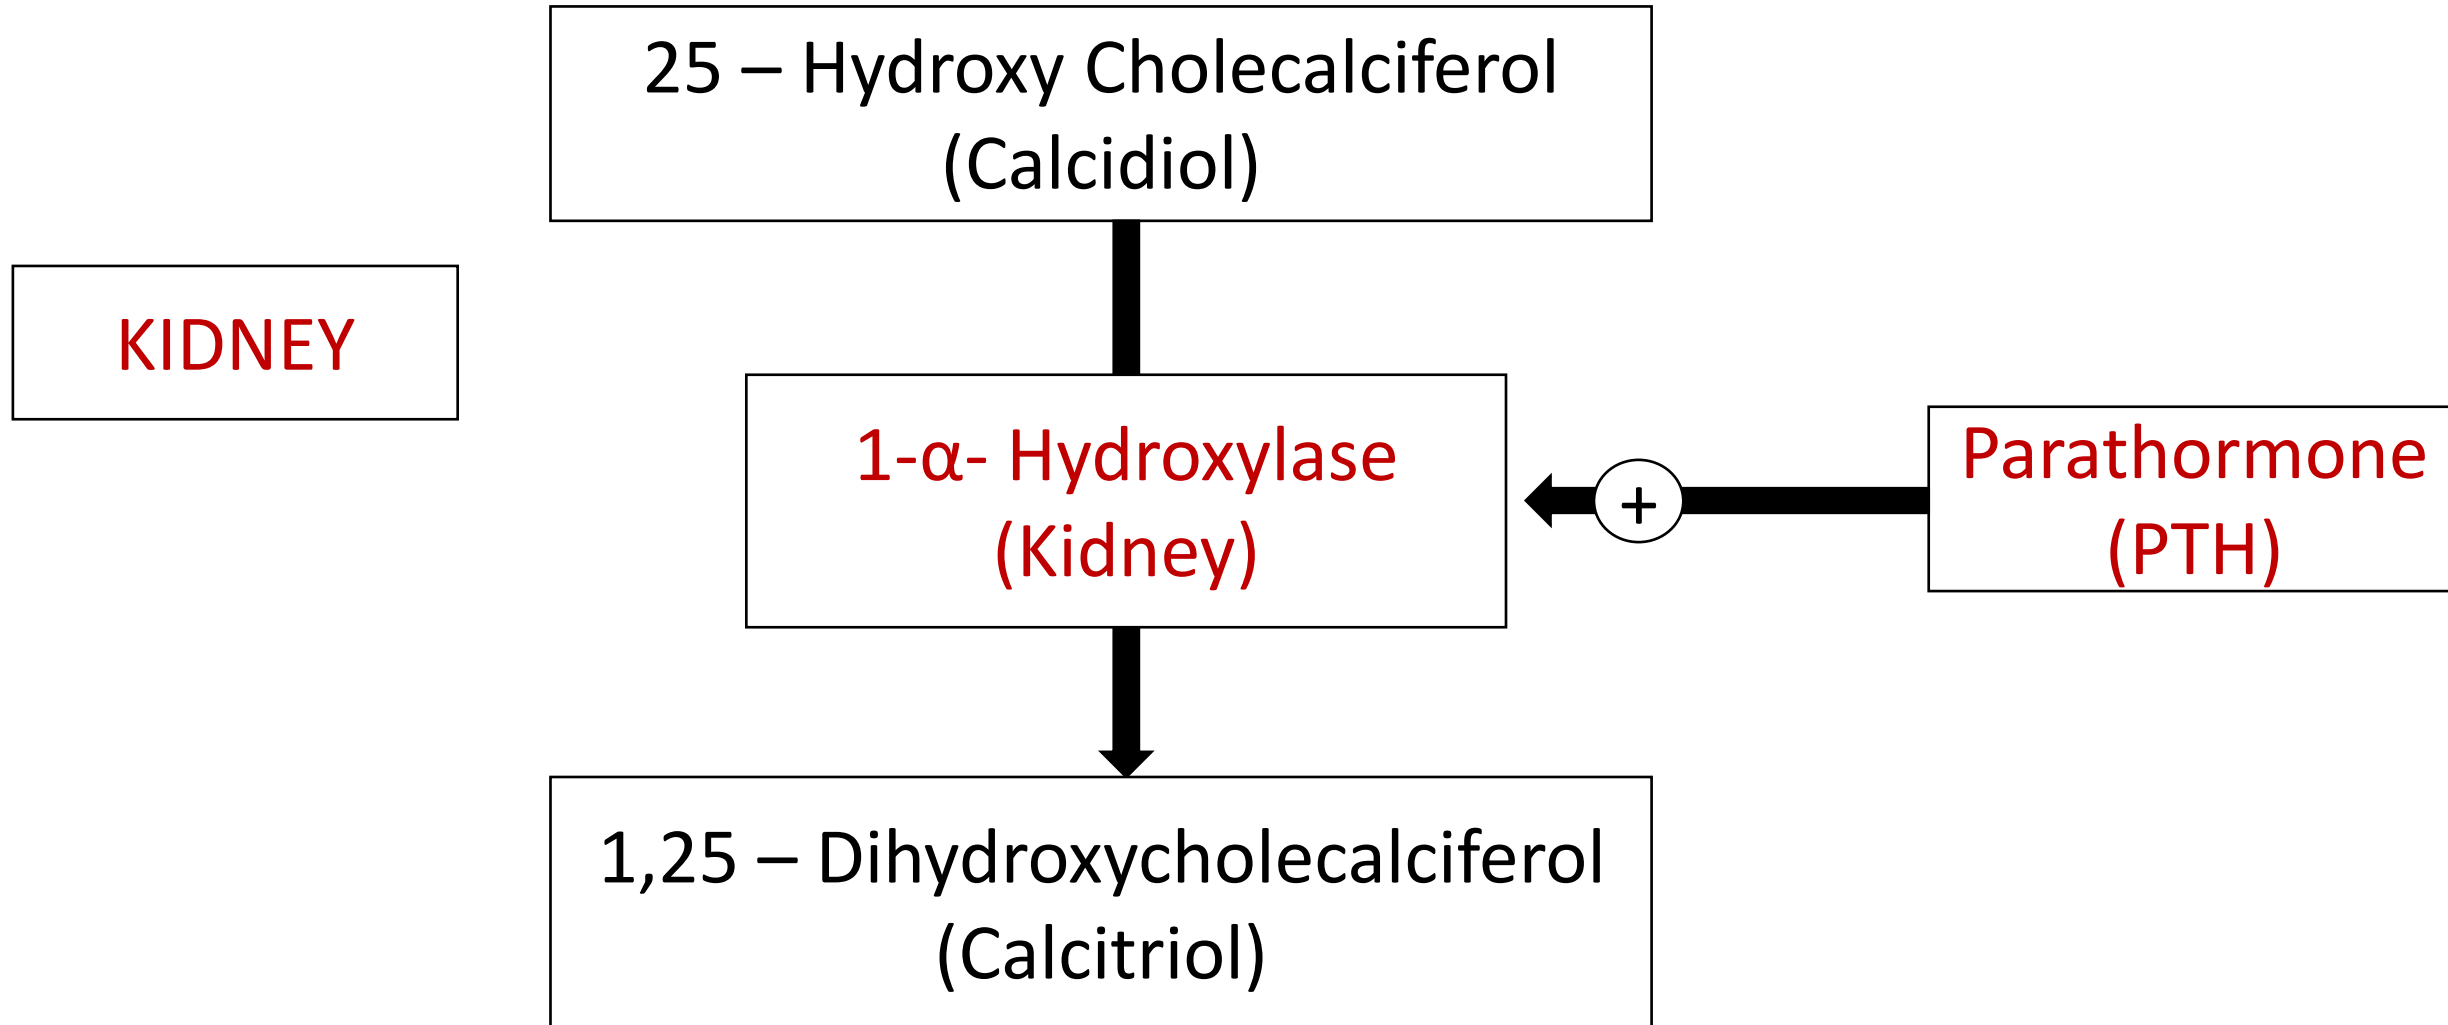 25 – Hydroxy Cholecalciferol
(Calcidiol)
KIDNEY
1-α- Hydroxylase
(Kidney)
+
Parathormone
(PTH)
1,25 – Dihydroxycholecalciferol
(Calcitriol)